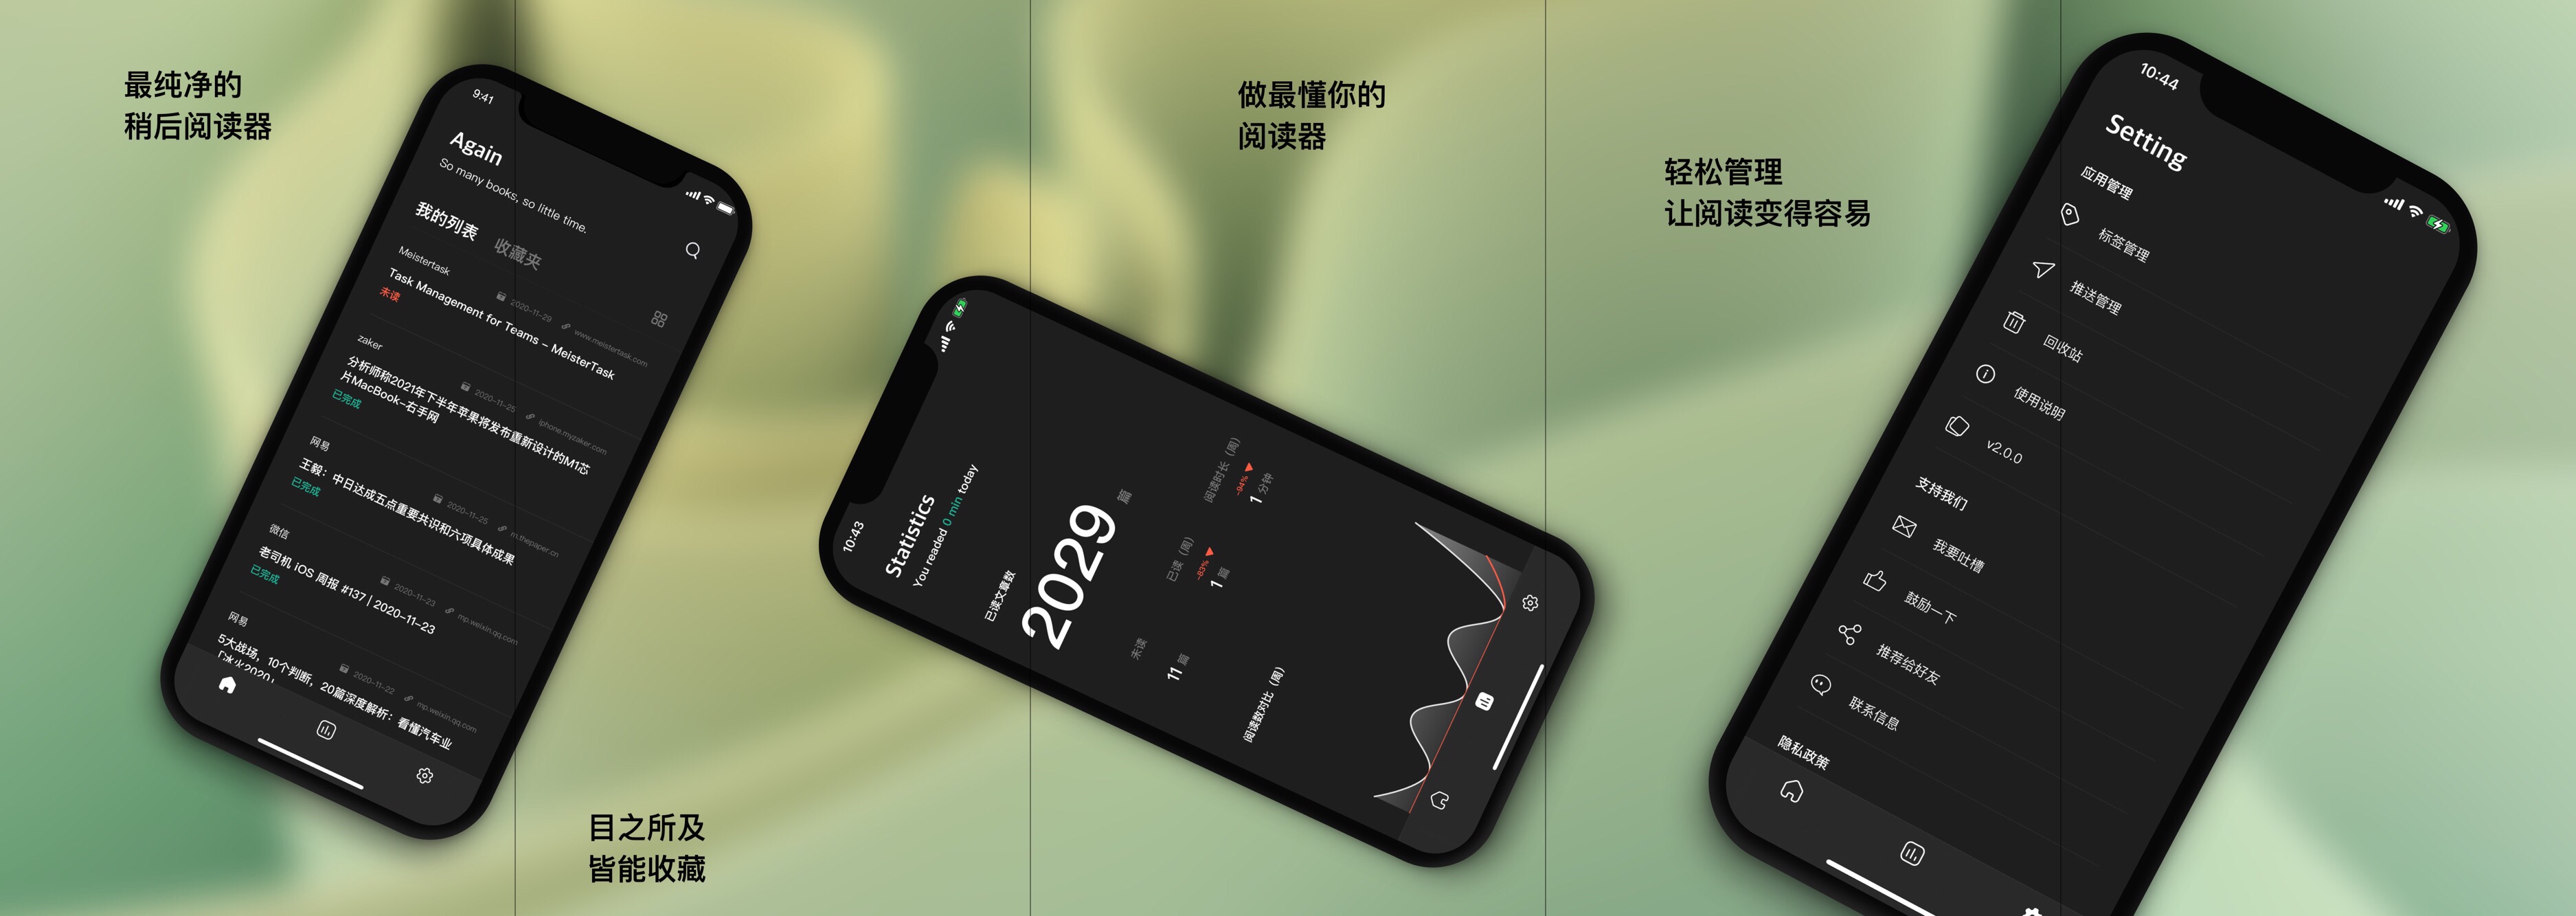 最纯净的
稍后阅读器
9:41
Again
So many books, so little time.
我的列表 收藏夹
Meistertask
2020-11-29 www.meistertask.com
Task Management for Teams - MeisterTask
未读
zaker
2020-11-25 iphone.myzaker.com
分析师称2021年下半年苹果将发布重新设计的M1芯
片MacBook-右手网
已完成
网易
2020-11-25 m.thepaper.cn
王毅：中日达成五点重要共识和六项具体成果
已完成
微信
2020-11-23 mp.weixin.qq.com
老司机 iOS 周报 #137 | 2020-11-23
已完成
网易
2020-11-22 mp.weixin.qq.com
5大战场，10个判断，20篇深度解析：看懂汽车业
目之所及
皆能收藏
做最懂你的
阅读器
10:43
Statistics
You readed 0 min today
已读文章数
2029 篇
未读
11 篇
已读（周）
-83%
1 篇
阅读时长（周）
-94%
1 分钟
阅读数对比（周）
轻松管理
让阅读变得容易
10:44
Setting
应用管理
标签管理
推送管理
回收站
使用说明
v2.0.0
支持我们
我要吐槽
鼓励一下
推荐给好友
联系信息
隐私政策